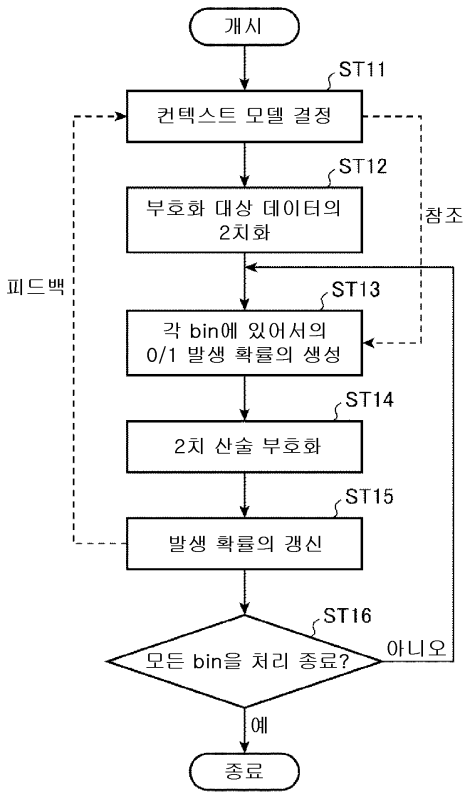 개시
ST11
컨텍스트 모델 결정
ST12
부호화 대상 데이터의
2치화
참조
피드백
ST13
각 bin에 있어서의
0/1 발생 확률의 생성
ST14
2치 산술 부호화
ST15
발생 확률의 갱신
ST16
모든 bin을 처리 종료?
아니오
예
종료